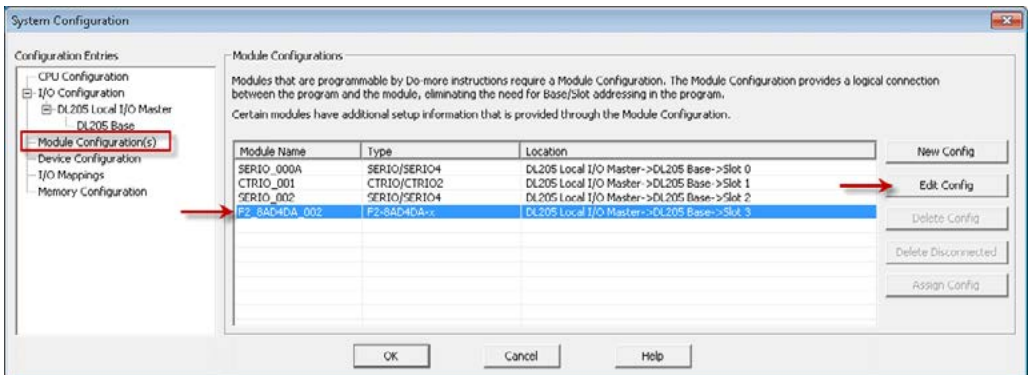 System Configuration
Configuration Entries
CPU Configuration
I/O Configuration
DL205 Local I/O Master
DL205 Base
Module Configuration(s)
Device Configuration
I/O Mappings
Memory Configuration
Module Configurations
Modules that are programmable by Do-more instructions require a Module Configuration. The Module Configuration provides a logical connection
between the program and the module, eliminating the need for Base/Slot addressing in the program.
Certain modules have additional setup information that is provided through the Module Configuration.
Module Name Type Location
SERIO_000A SERIO/SERIO4 DL205 Local I/O Master->DL205 Base->Slot 0
CTRIO_001 CTRIO/CTRIO2 DL205 Local I/O Master->DL205 Base->Slot 1
SERIO_002 SERIO/SERIO4 DL205 Local I/O Master->DL205 Base->Slot 2
F2_8AD4DA_002 F2-8AD4DA-x DL205 Local I/O Master->DL205 Base->Slot 3
New Config
Edit Config
Delete Config
Delete Disconnected
Assign Config
OK Cancel Help